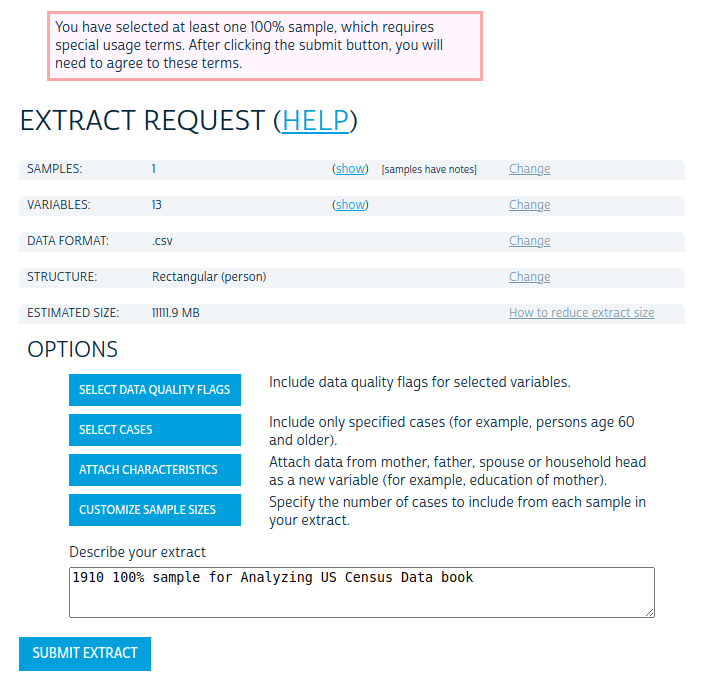 You have selected at least one 100% sample, which requires
special usage terms. After clicking the submit button, you will
need to agree to these terms.
EXTRACT REQUEST (HELP)
SAMPLES: 1 (show) [samples have notes] Change
VARIABLES: 13 (show) Change
DATA FORMAT: .csv Change
STRUCTURE: Rectangular (person) Change
ESTIMATED SIZE: 11111.9 MB How to reduce extract size
OPTIONS
SELECT DATA QUALITY FLAGS Include data quality flags for selected variables.
SELECT CASES Include only specified cases (for example, persons age 60
and older).
ATTACH CHARACTERISTICS Attach data from mother, father, spouse or household head
as a new variable (for example, education of mother).
CUSTOMIZE SAMPLE SIZES Specify the number of cases to include from each sample in
your extract.
Describe your extract
1910 100% sample for Analyzing US Census Data book
SUBMIT EXTRACT